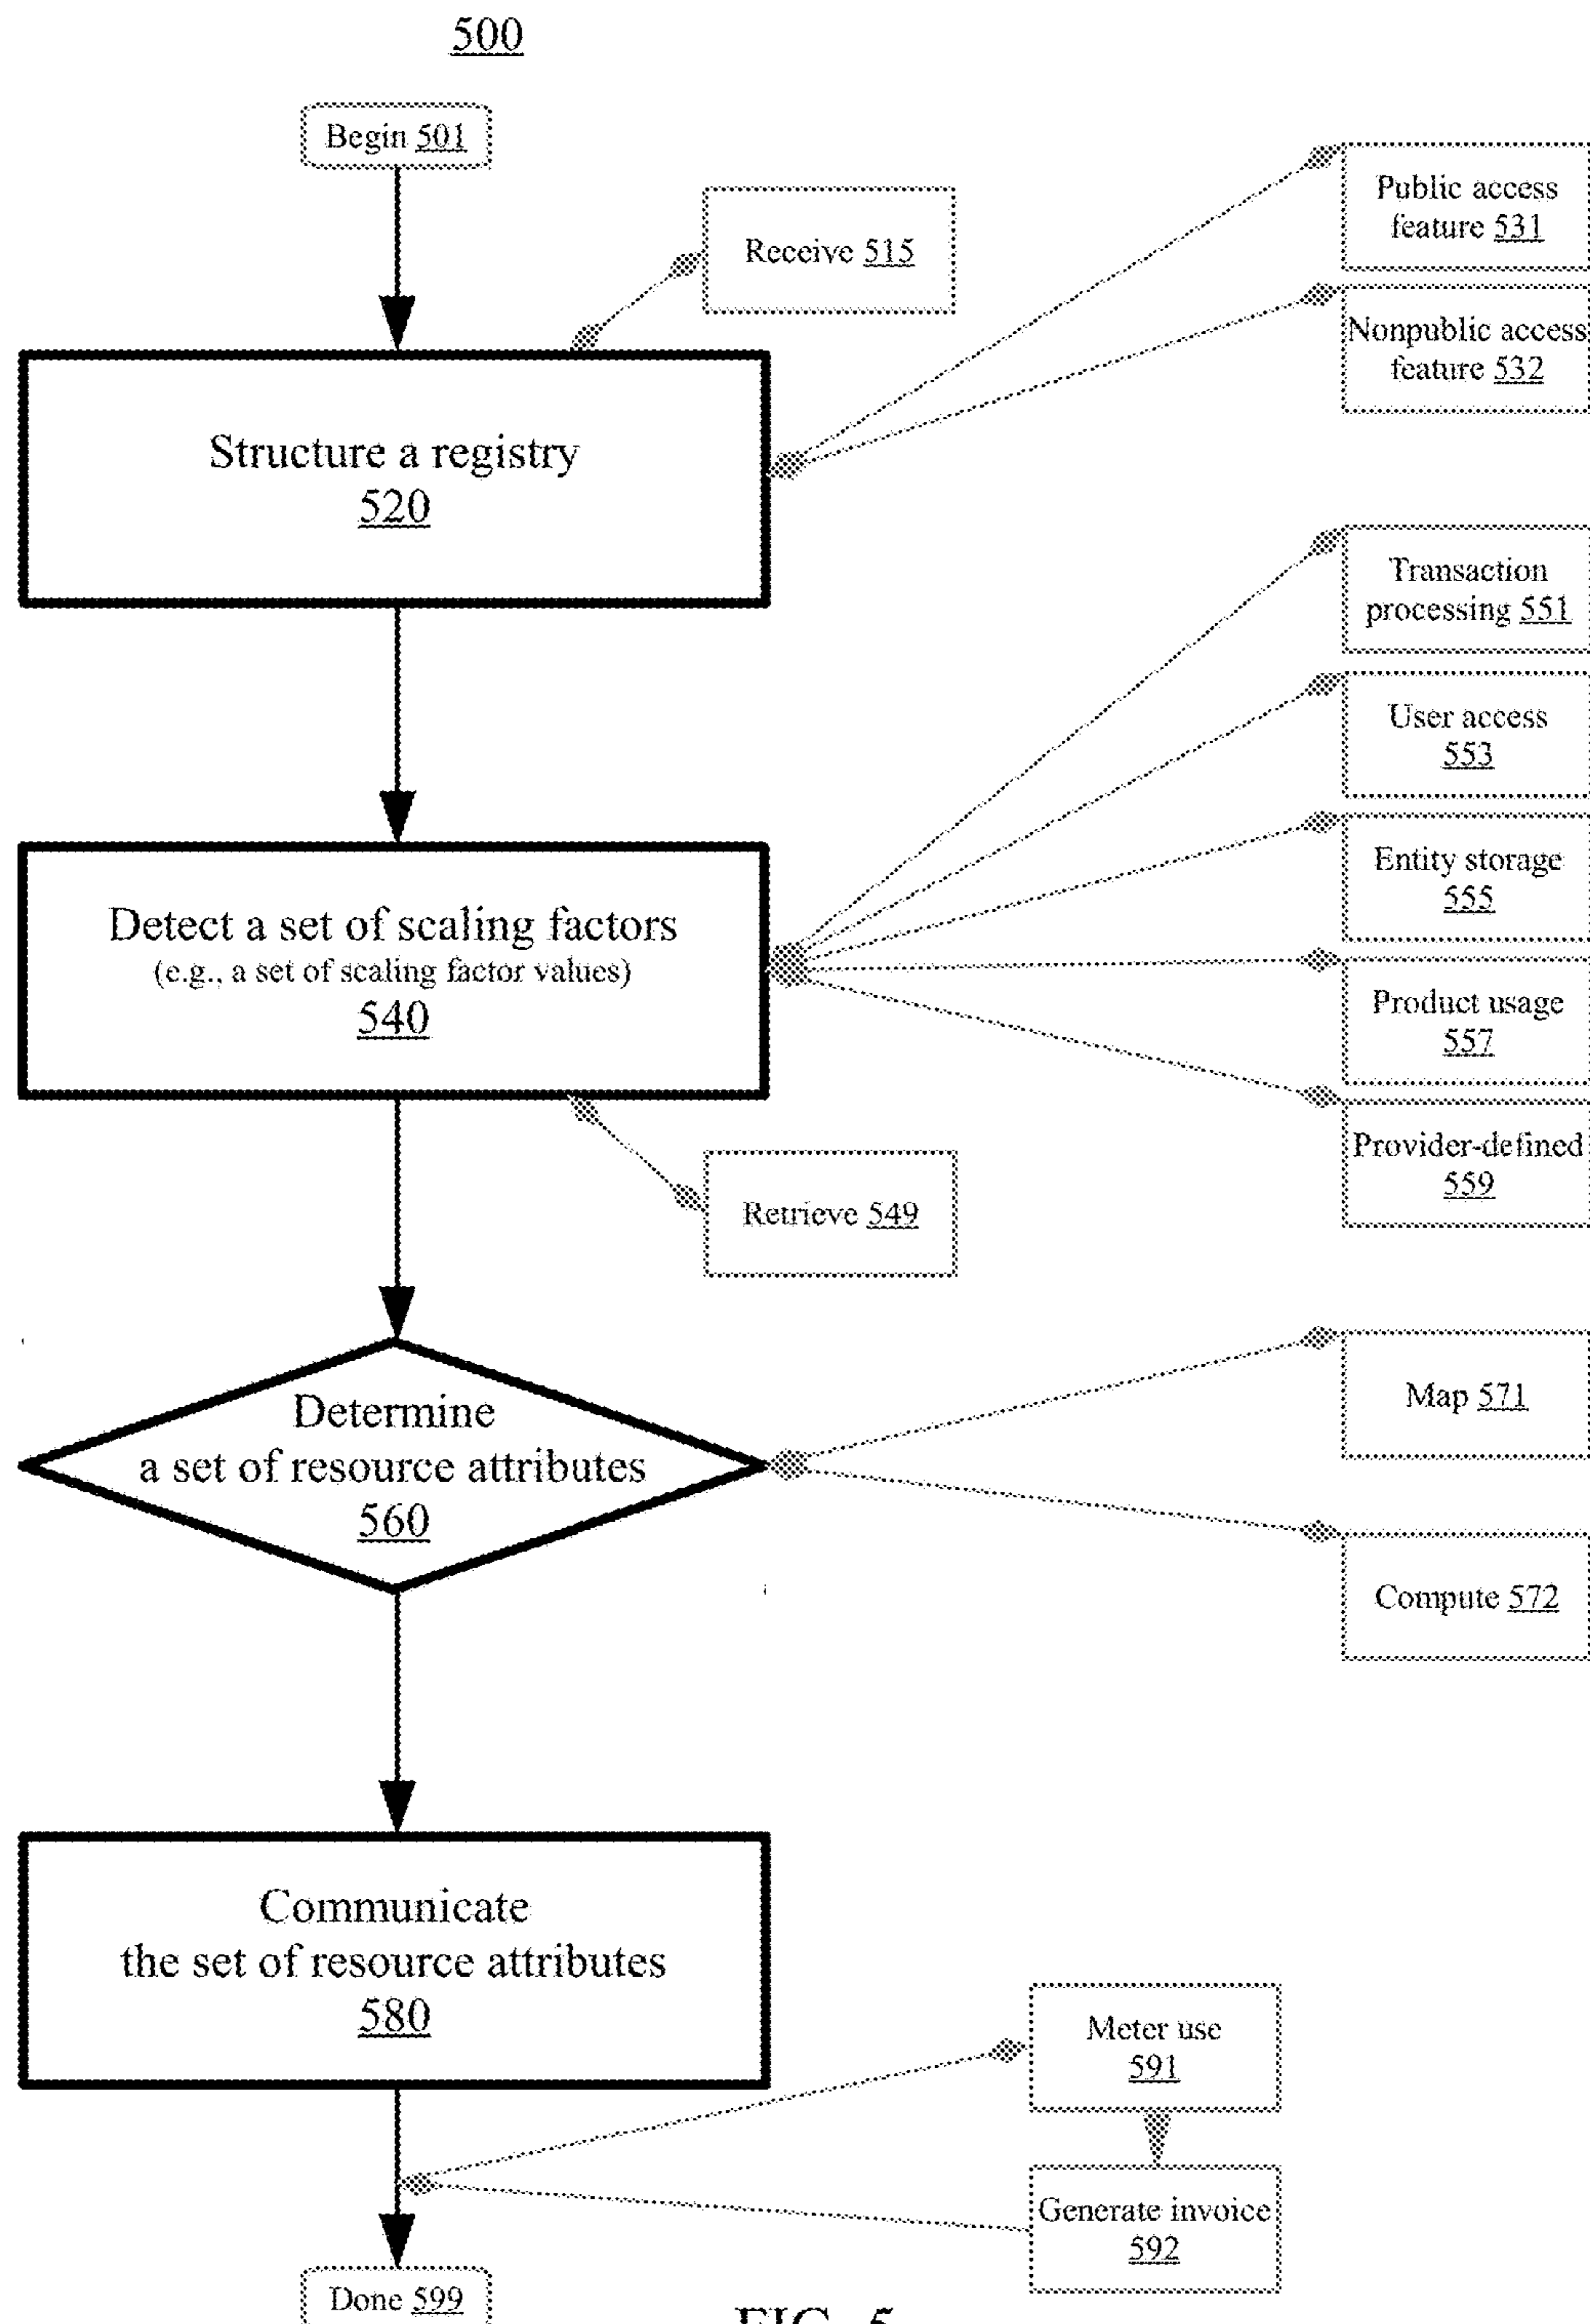 500
Begin 501
Receive 515
Public access
feature 531
Nonpublic access
feature 532
Structure a registry
520
Transaction
processing 551
User access
553
Entity storage
555
Product usage
557
Provider-defined
559
Detect a set of scaling factors
(e.g., a set of scaling factor values)
540
Retrieve 549
Determine
a set of resource attributes
560
Map 571
Compute 572
Communicate
the set of resource attributes
580
Meter use
591
Generate invoice
592
Done 599
FIG. 5